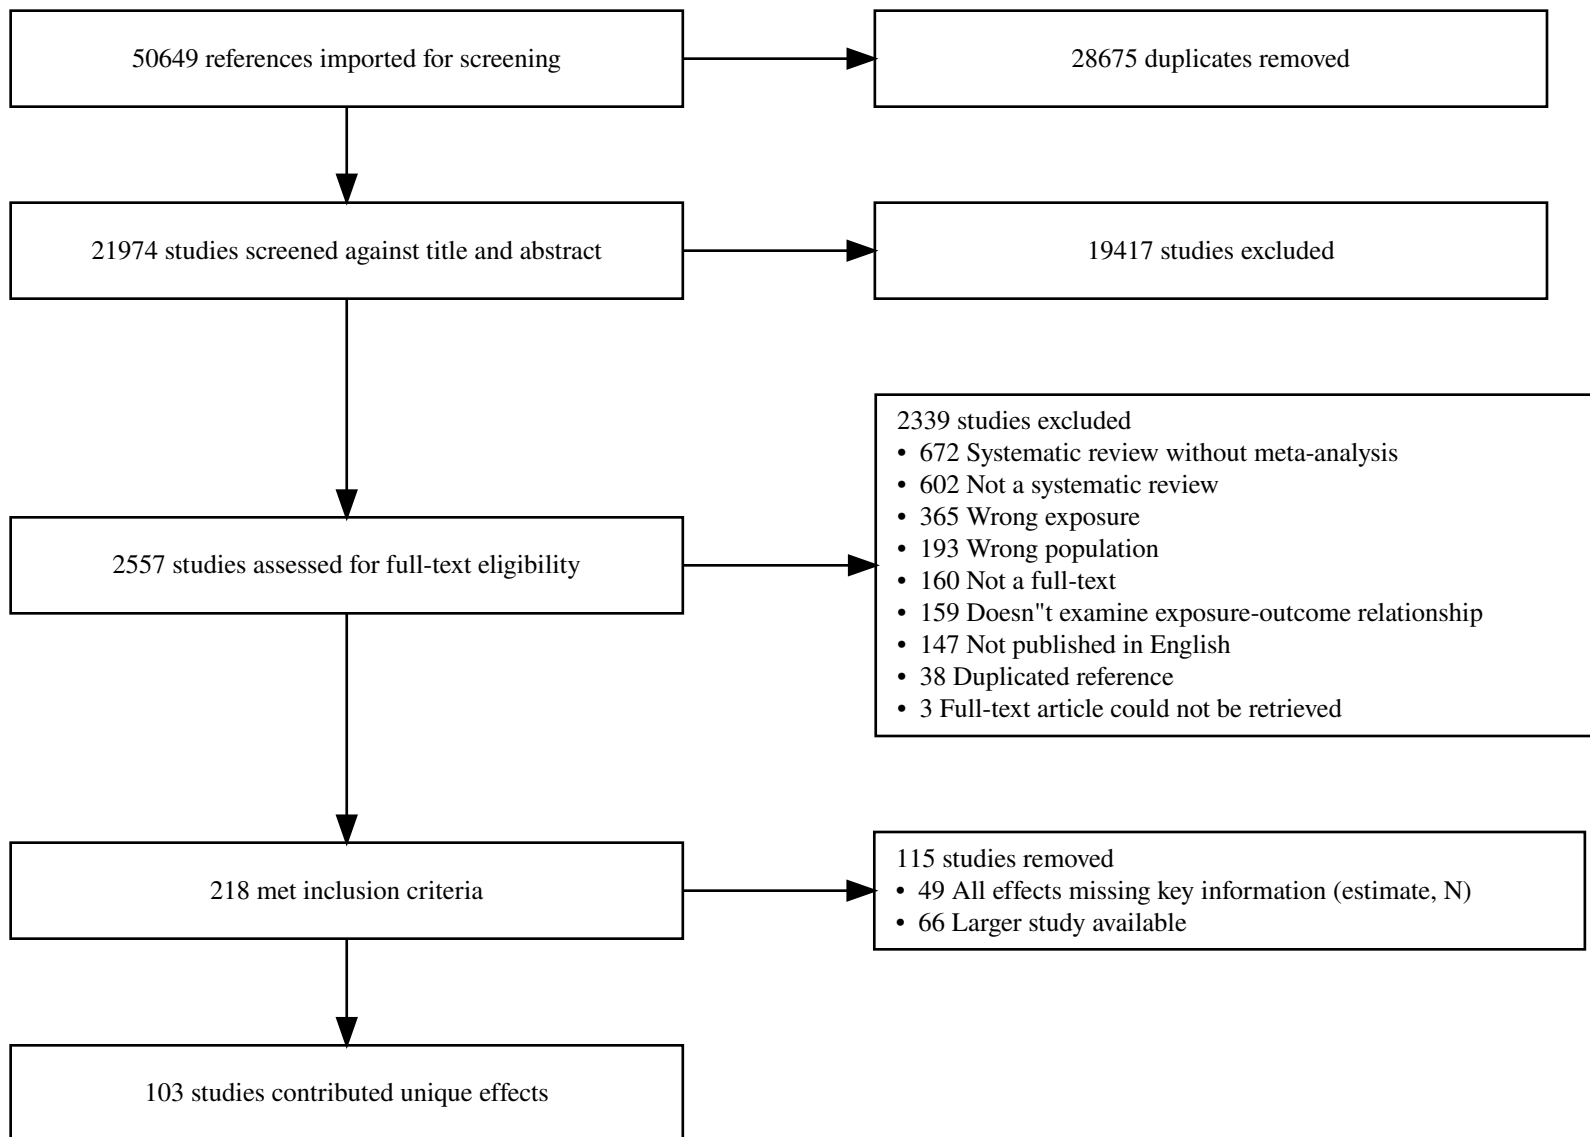 50649 references imported for screening
28675 duplicates removed
21974 studies screened against title and abstract
19417 studies excluded
2557 studies assessed for full-text eligibility
2339 studies excluded
• 672 Systematic review without meta-analysis
• 602 Not a systematic review
• 365 Wrong exposure
• 193 Wrong population
• 160 Not a full-text
• 159 Doesn"t examine exposure-outcome relationship
• 147 Not published in English
• 38 Duplicated reference
• 3 Full-text article could not be retrieved
218 met inclusion criteria
115 studies removed
• 49 All effects missing key information (estimate, N)
• 66 Larger study available
103 studies contributed unique effects